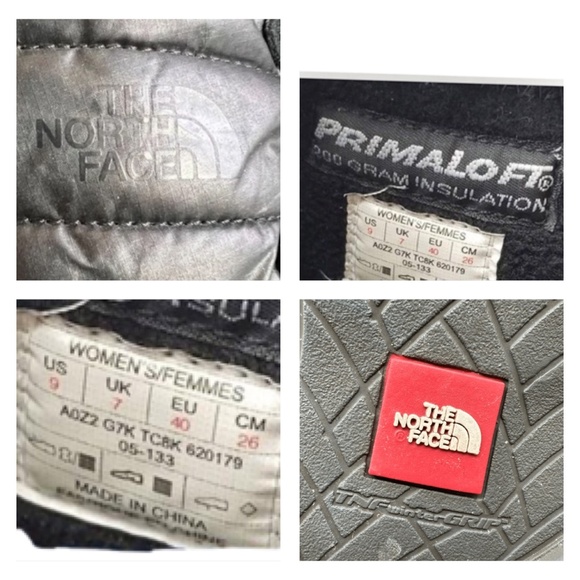 THE
NORTH
FACE
PRIMALOFT®
200 GRAM INSULATION
WOMEN'S/FEMMES
US UK EU CM
9 7 40 26
A0Z2 G7K TC8K 620179
05-133
WOMEN'S/FEMMES
US UK EU CM
9 7 40 26
A0Z2 G7K TC8K 620179
05-133
MADE IN CHINA
THE
NORTH
©FACE
TNF winterGRIP